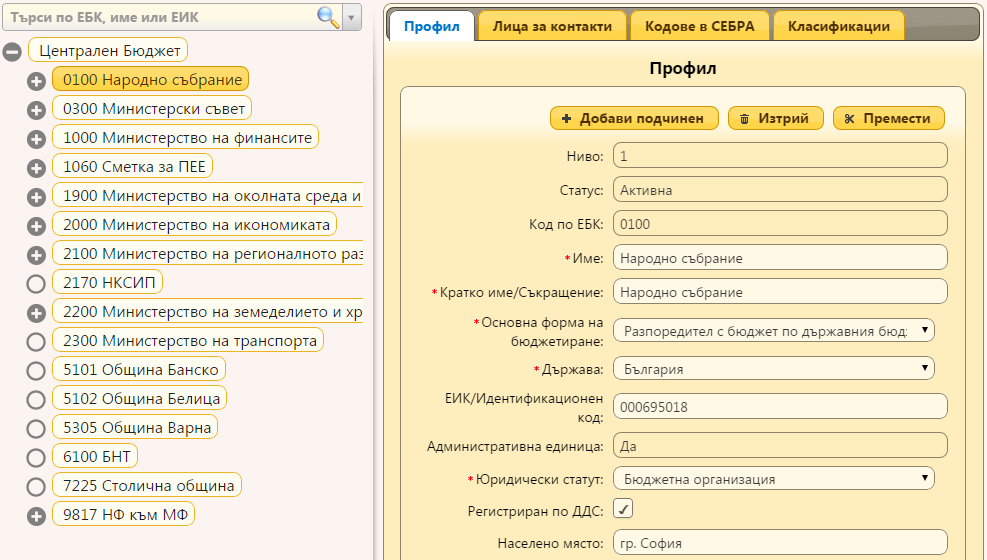 Търси по ЕБК, име или ЕИК
Централен Бюджет
0100 Народно събрание
0300 Министерски съвет
1000 Министерство на финансите
1060 Сметка за ПЕЕ
1900 Министерство на околната среда и
2000 Министерство на икономиката
2100 Министерство на регионалното раз
2170 НКСИП
2200 Министерство на земеделието и хр
2300 Министерство на транспорта
5101 Община Банско
5102 Община Белица
5305 Община Варна
6100 БНТ
7225 Столична община
9817 НФ към МФ
Профил Лица за контакти Кодове в СЕБРА Класификации
Профил
Добави подчинен Изтрий Премести
Ниво: 1
Статус: Активна
Код по ЕБК: 0100
*Име: Народно събрание
*Кратко име/Съкращение: Народно събрание
*Основна форма на
бюджетиране: Разпоредител с бюджет по държавния бюд:
*Държава: България
ЕИК/Идентификационен
код: 000695018
Административна единица: Да
*Юридически статут: Бюджетна организация
Регистриран по ДДС: ✓
Населено място: гр. София